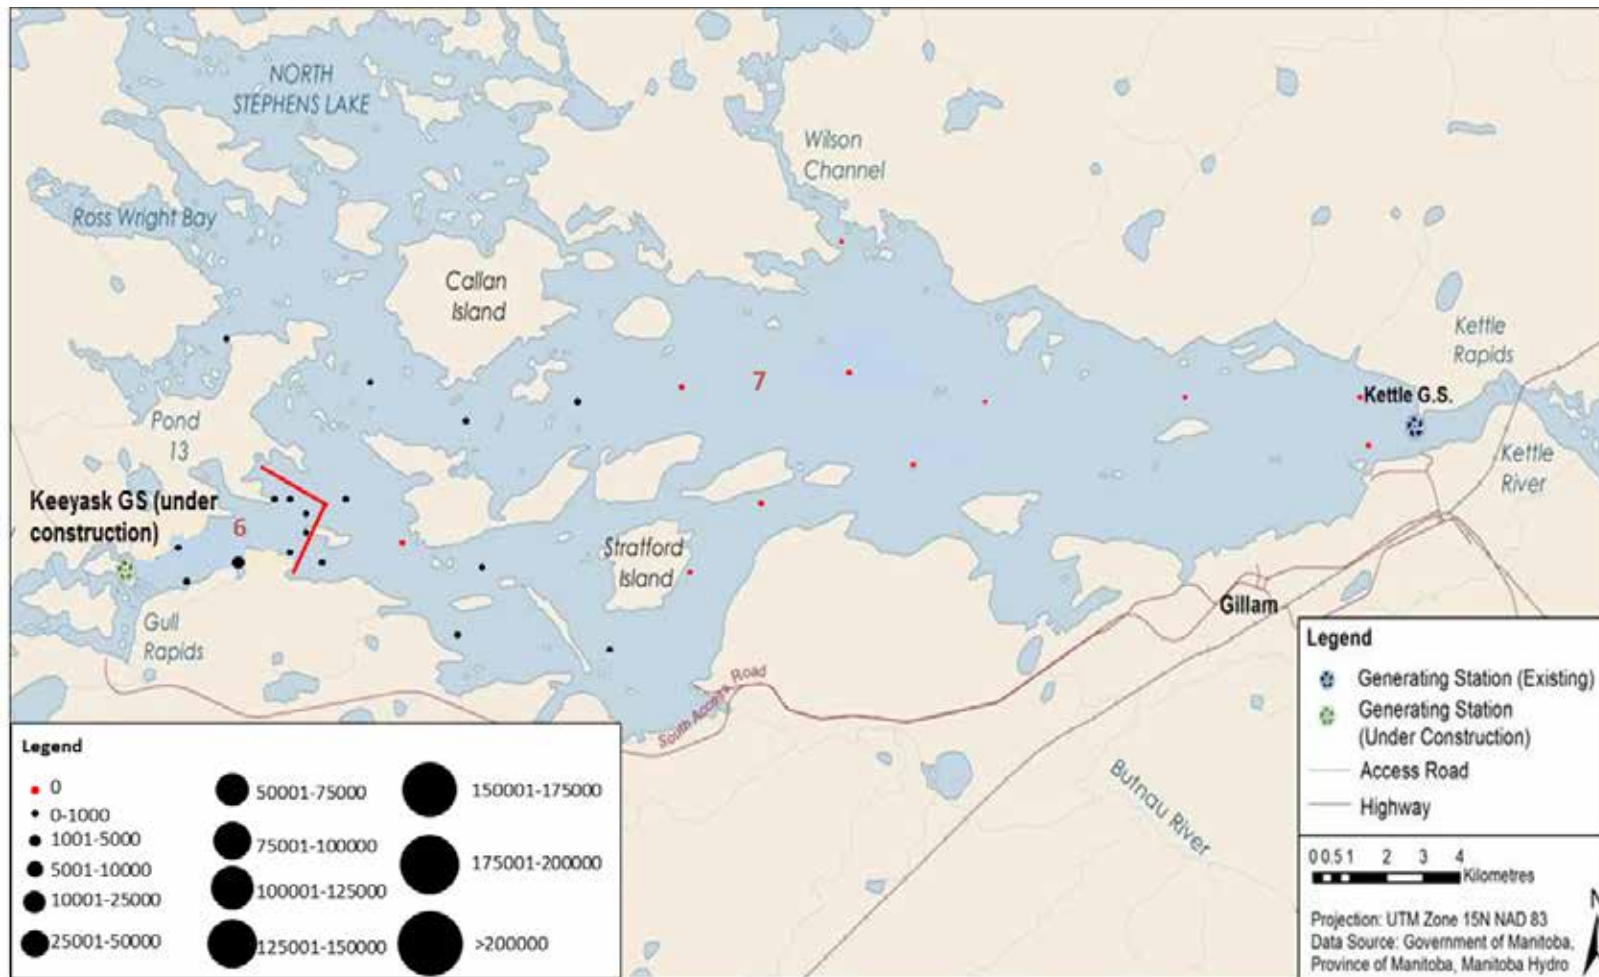 NORTH
STEPHENS LAKE
Wilson
Channel
Ross Wright Bay
Callan
Island
Kettle
Rapids
7
Kettle G.S.
Pond
13
Kettle
River
Keeyask GS (under
construction)
6
Stratford
Island
Gillam
Gull
Rapids
South Access Road
Butnau River
Legend
0
0-1000
1001-5000
5001-10000
10001-25000
25001-50000
50001-75000
75001-100000
100001-125000
125001-150000
150001-175000
175001-200000
>200000
Legend
Generating Station (Existing)
Generating Station
(Under Construction)
Access Road
Highway
0 0.5 1 2 3 4
Kilometres
N
Projection: UTM Zone 15N NAD 83
Data Source: Government of Manitoba,
Province of Manitoba, Manitoba Hydro